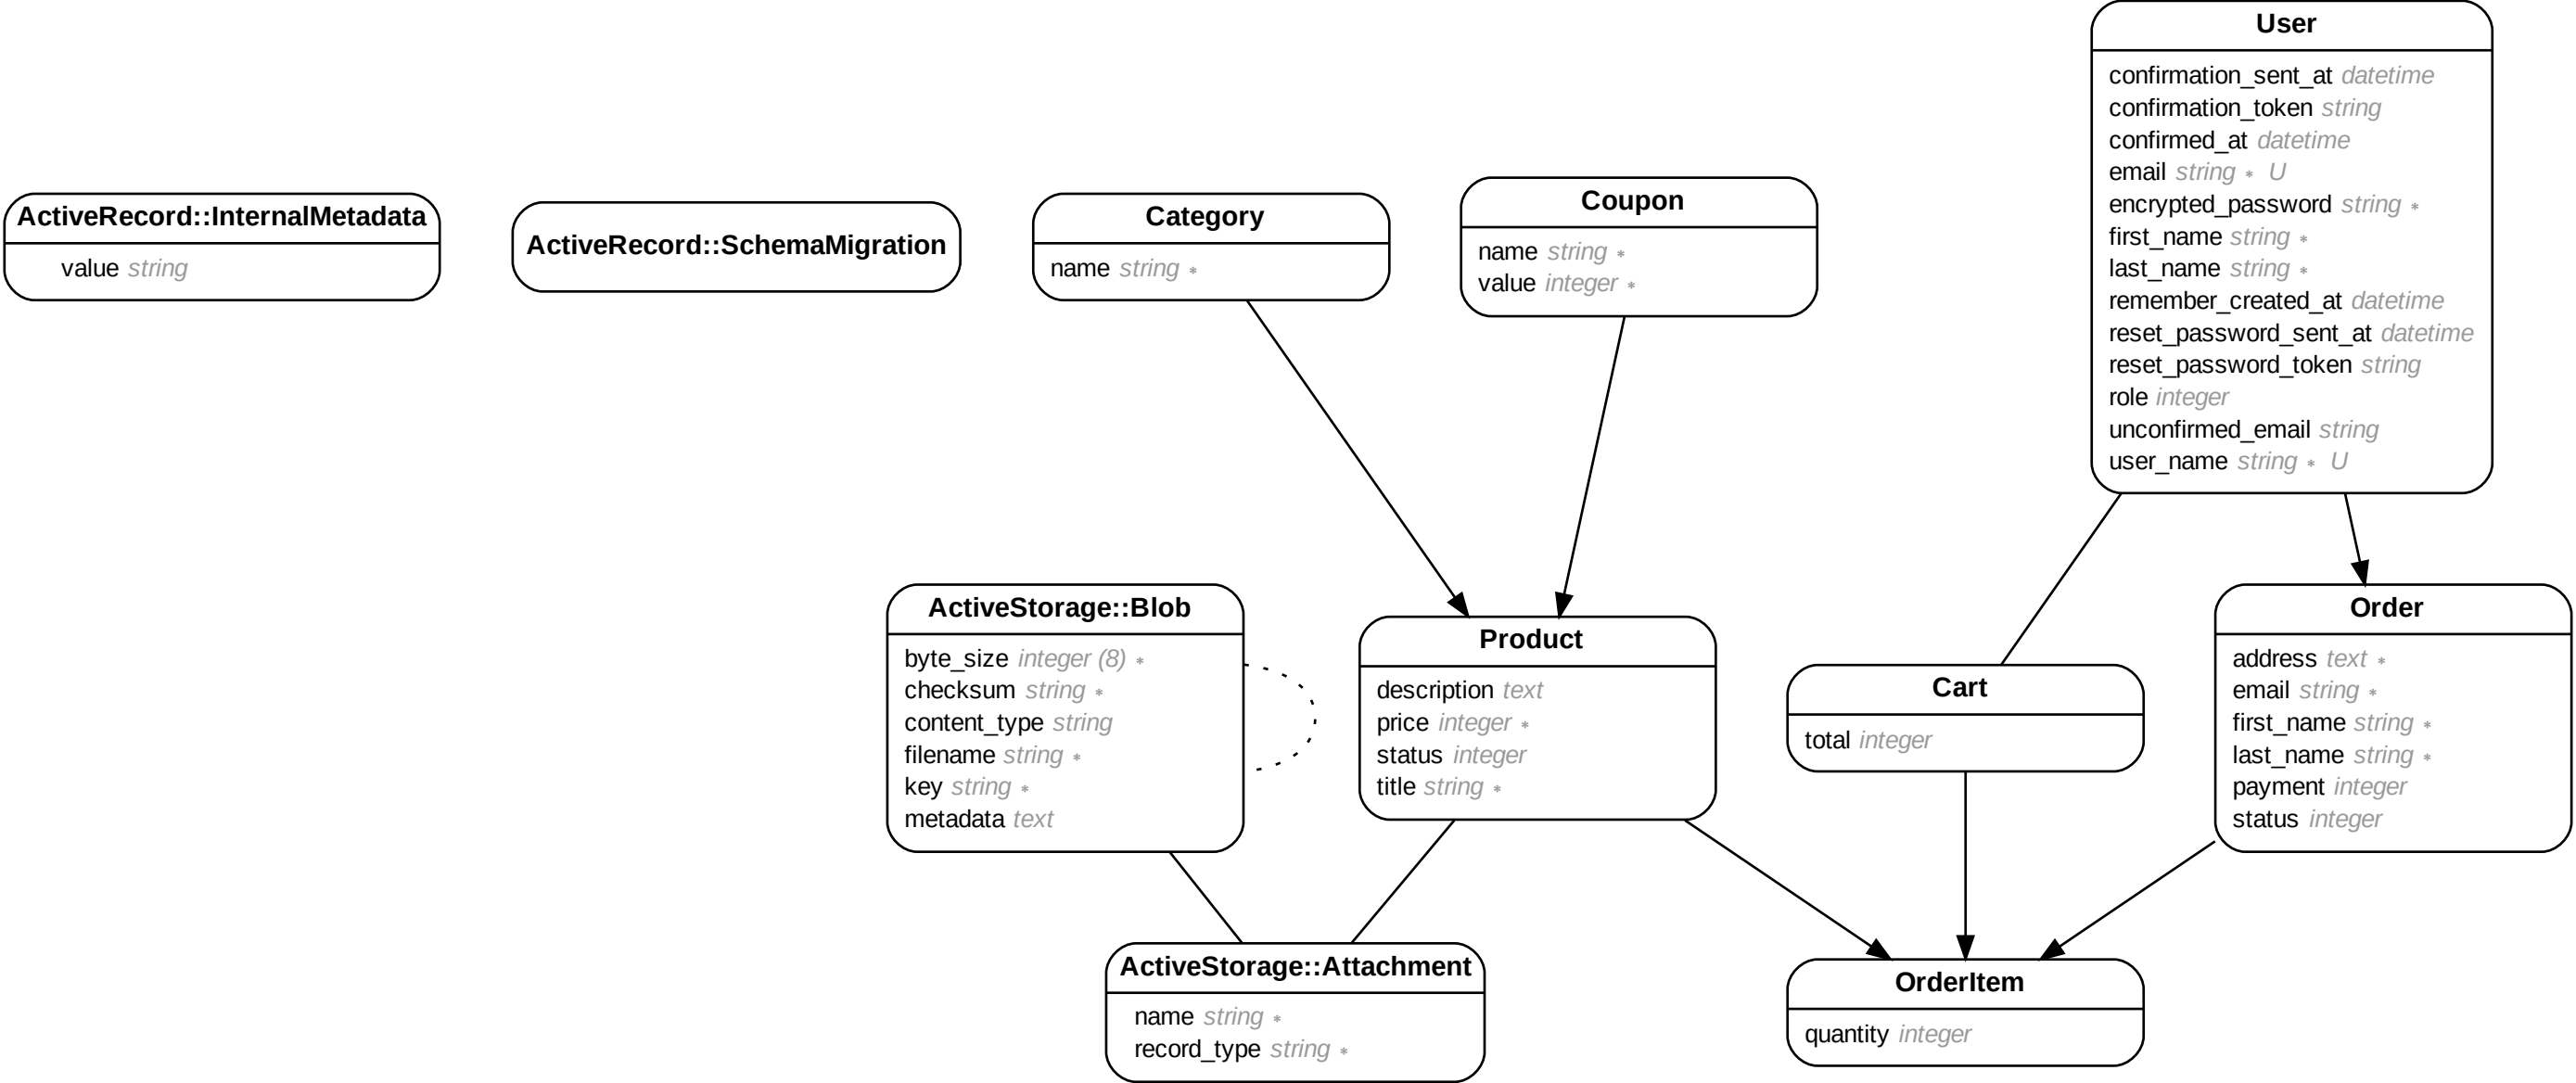 User
confirmation_sent_at datetime
confirmation_token string
confirmed_at datetime
email string * U
encrypted_password string *
first_name string *
last_name string *
remember_created_at datetime
reset_password_sent_at datetime
reset_password_token string
role integer
unconfirmed_email string
user_name string * U
ActiveRecord::InternalMetadata
value string
ActiveRecord::SchemaMigration
Category
name string *
Coupon
name string *
value integer *
ActiveStorage::Blob
byte_size integer (8) *
checksum string *
content_type string
filename string *
key string *
metadata text
Product
description text
price integer *
status integer
title string *
Cart
total integer
Order
address text *
email string *
first_name string *
last_name string *
payment integer
status integer
ActiveStorage::Attachment
name string *
record_type string *
OrderItem
quantity integer